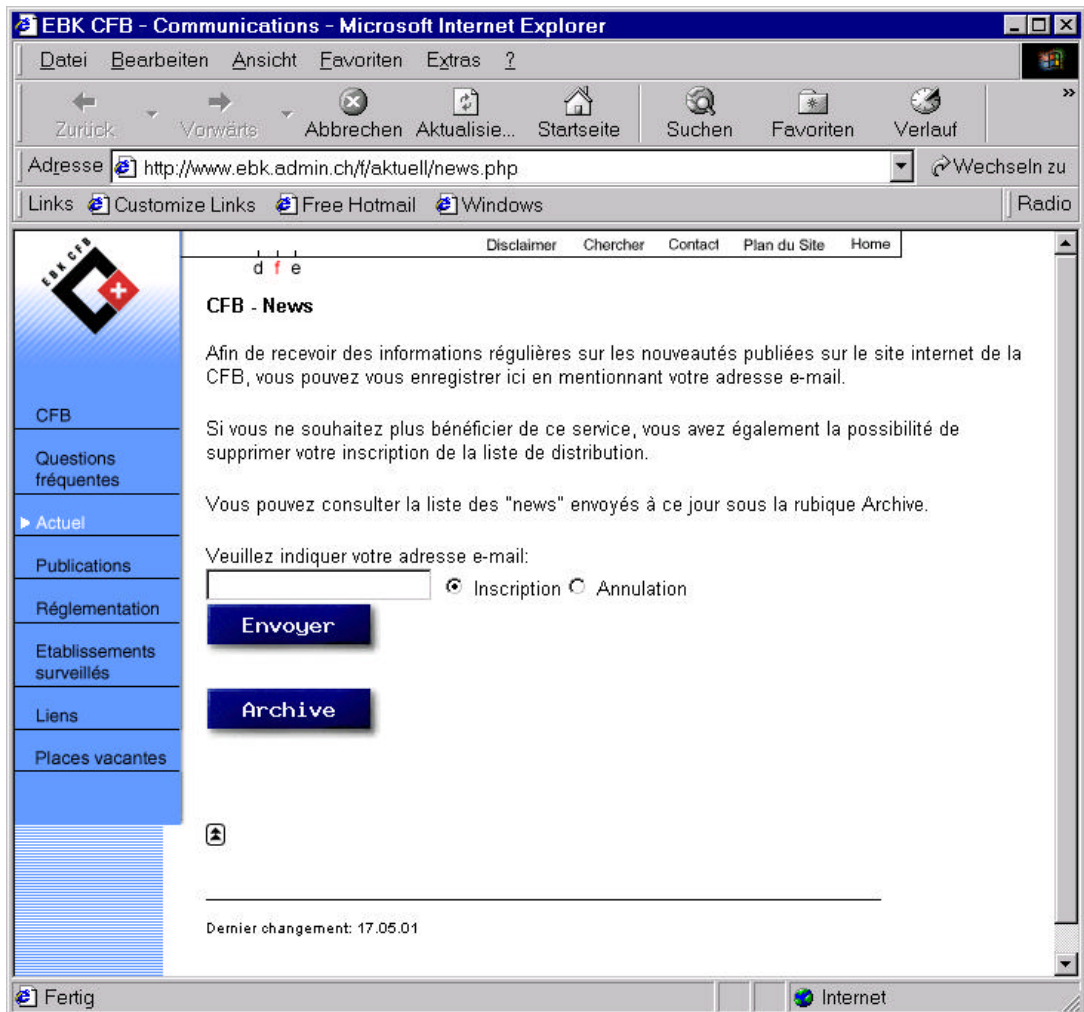 EBK CFB - Communications - Microsoft Internet Explorer
Datei Bearbeiten Ansicht Favoriten Extras ?
Zurück Vorwärts Abbrechen Aktualisie... Startseite Suchen Favoriten Verlauf »
Adresse http://www.ebk.admin.ch/f/aktuell/news.php Wechseln zu
Links Customize Links Free Hotmail Windows Radio
EBK CFB
Disclaimer Chercher Contact Plan du Site Home
d f e
CFB - News
Afin de recevoir des informations régulières sur les nouveautés publiées sur le site internet de la
CFB, vous pouvez vous enregistrer ici en mentionnant votre adresse e-mail.
Si vous ne souhaitez plus bénéficier de ce service, vous avez également la possibilité de
supprimer votre inscription de la liste de distribution.
Vous pouvez consulter la liste des "news" envoyés à ce jour sous la rubique Archive.
Veuillez indiquer votre adresse e-mail:
Inscription Annulation
Envoyer
Archive
CFB
Questions
fréquentes
Actuel
Publications
Réglementation
Etablissements
surveillés
Liens
Places vacantes
Dernier changement: 17.05.01
Fertig Internet